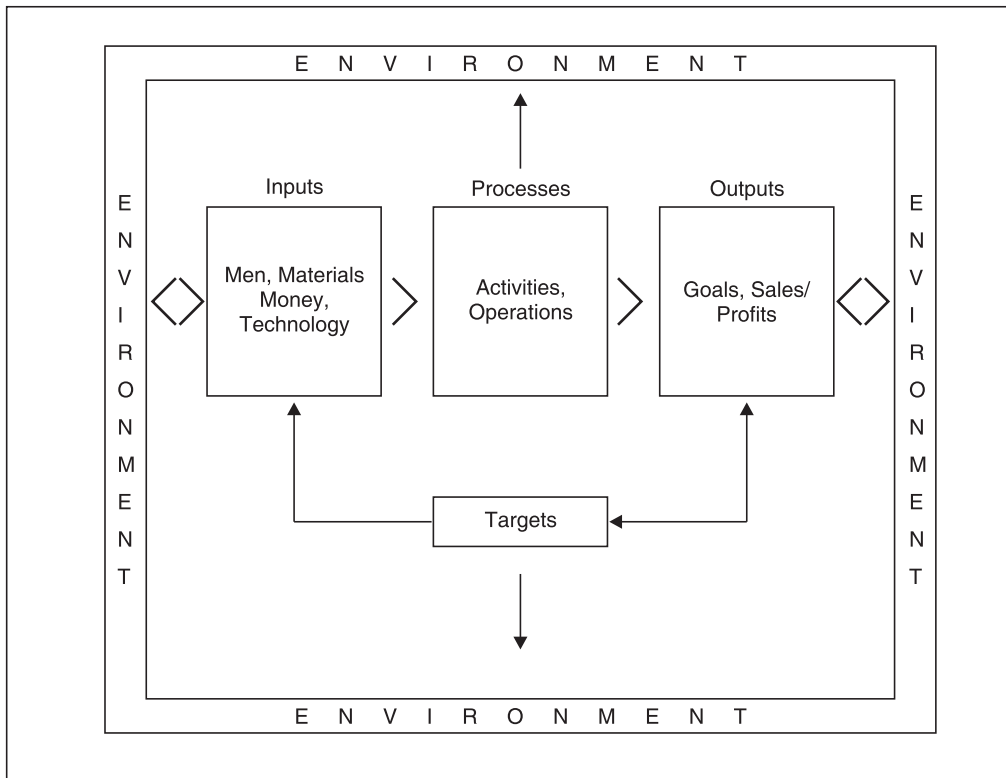 E N V I R O N M E N T
Inputs
Processes
Outputs
E N V I R O N M E N T
Men, Materials
Money,
Technology
Activities,
Operations
Goals, Sales/
Profits
E N V I R O N M E N T
Targets
E N V I R O N M E N T